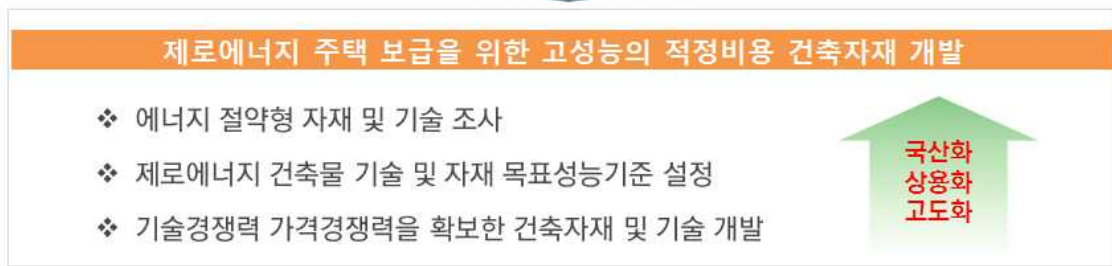 제로에너지 주택 보급을 위한 고성능의 적정비용 건축자재 개발
❖ 에너지 절약형 자재 및 기술 조사
❖ 제로에너지 건축물 기술 및 자재 목표성능기준 설정
❖ 기술경쟁력 가격경쟁력을 확보한 건축자재 및 기술 개발
국산화
상용화
고도화